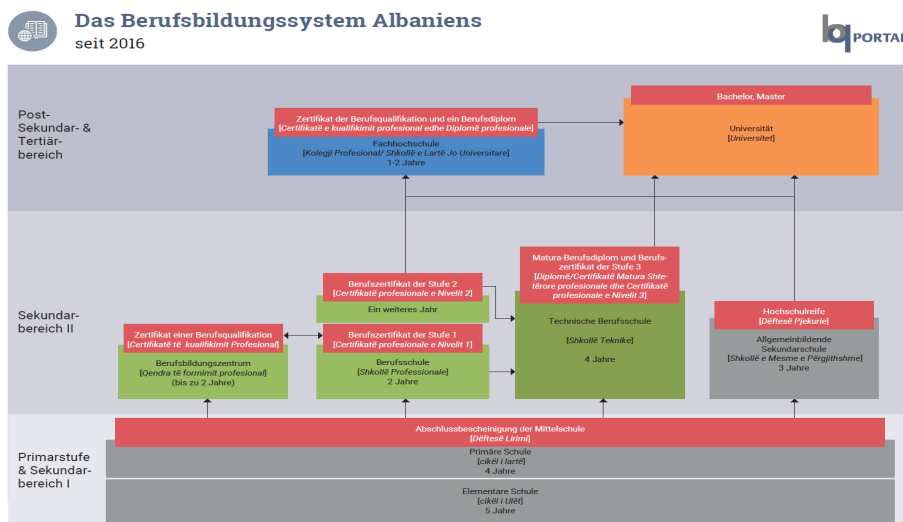 Das Berufsbildungssystem Albaniens
seit 2016
bq PORTAL
Post-
Sekundar- &
Tertiär-
bereich
Zertifikat der Berufsqualifikation und ein Berufsdiplom
[Certifikatë e kualifikimit profesional edhe Diplomë profesionale]
Fachhochschule
[Kolegji Profesional/ Shkollë e Lartë Jo Universitare]
1-2 Jahre
Bachelor, Master
Universität
[Universitet]
Sekundar-
bereich II
Berufszertifikat der Stufe 2
[Certifikatë profesionale e Nivelit 2]
Ein weiteres Jahr
Matura-Berufsdiplom und Berufs-
zertifikat der Stufe 3
[Diplomë/Certifikatë Matura Shte-
tërore profesionale dhe Certifikatë
profesionale e Nivelit 3]
Technische Berufsschule
[Shkollë Teknike]
4 Jahre
Zertifikat einer Berufsqualifikation
[Certifikatë të kualifikimit Profesional]
Berufsbildungszentrum
[Qendra të formimit profesional]
(bis zu 2 Jahre)
Berufszertifikat der Stufe 1
[Certifikatë profesionale e Nivelit 1]
Berufsschule
[Shkollë Professionale]
2 Jahre
Hochschulreife
[Dëftesë Pjekurie]
Allgemeinbildende
Sekundarschule
[Shkollë e Mesme e Përgjithshme]
3 Jahre
Primarstufe
& Sekundar-
bereich I
Abschlussbescheinigung der Mittelschule
[Dëftesë Lirimi]
Primäre Schule
[cikël i lartë]
4 Jahre
Elementare Schule
[cikël i Ulët]
5 Jahre